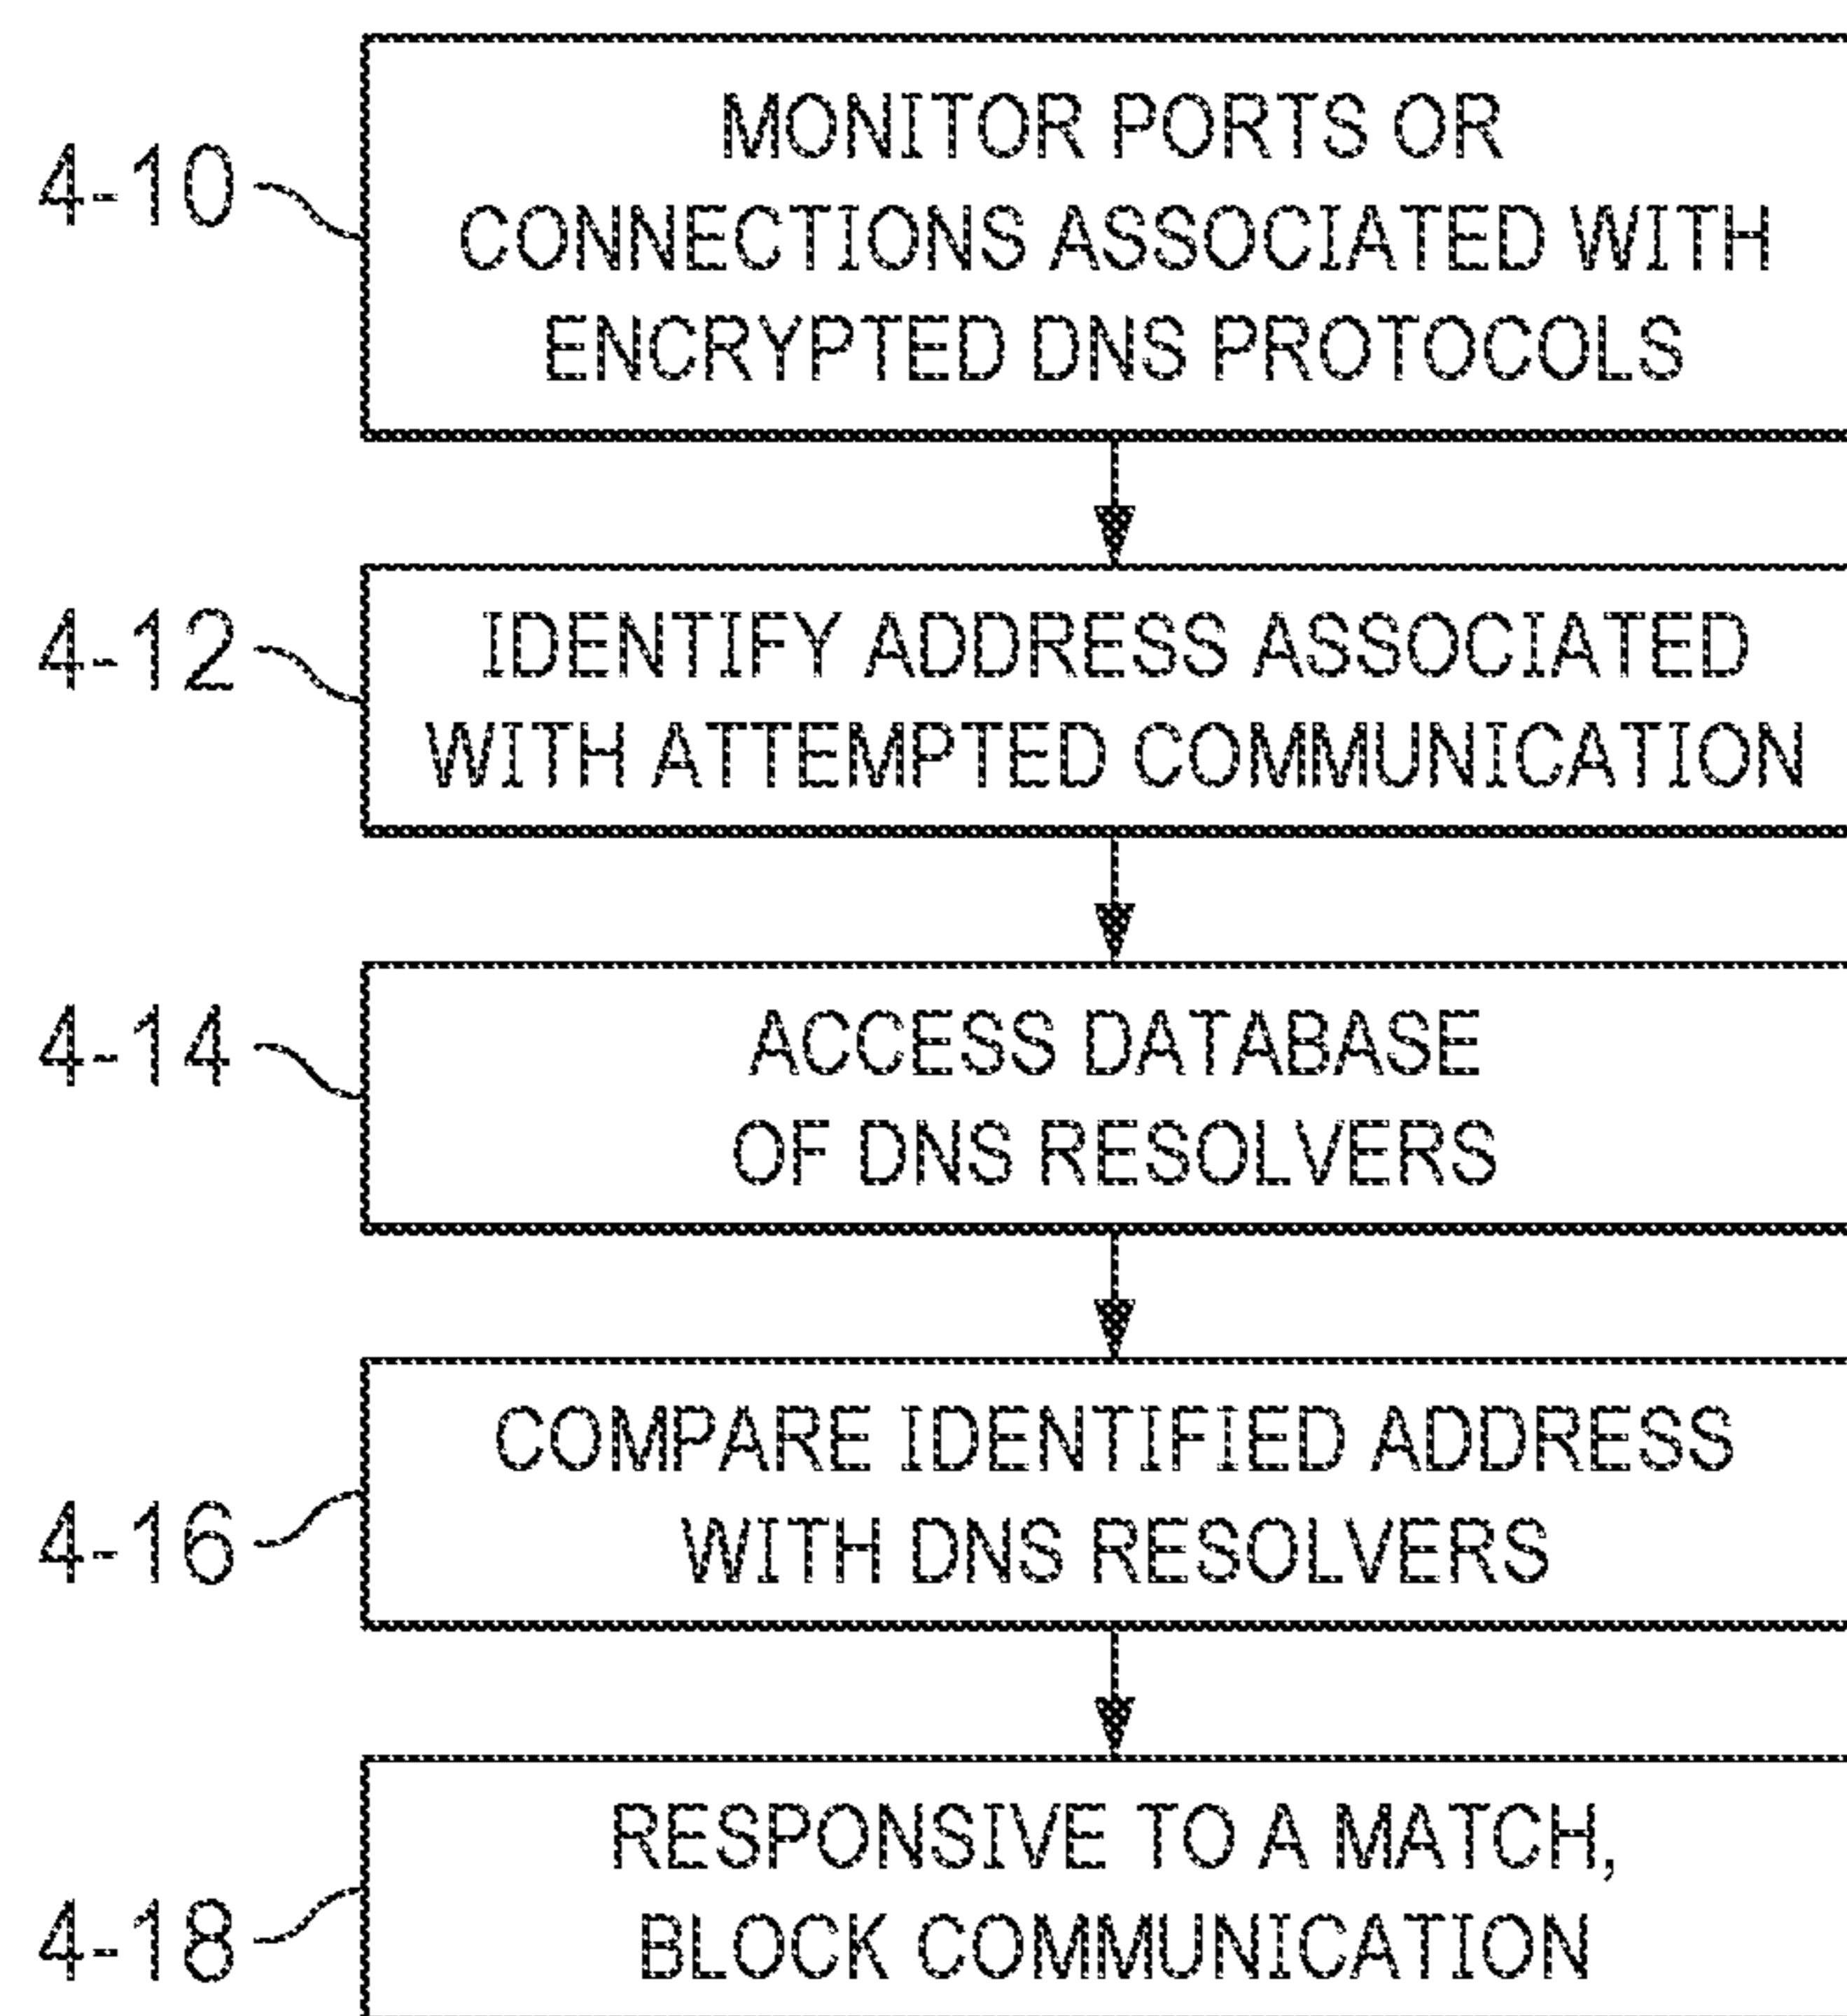 4-10
MONITOR PORTS OR
CONNECTIONS ASSOCIATED WITH
ENCRYPTED DNS PROTOCOLS
4-12
IDENTIFY ADDRESS ASSOCIATED
WITH ATTEMPTED COMMUNICATION
4-14
ACCESS DATABASE
OF DNS RESOLVERS
4-16
COMPARE IDENTIFIED ADDRESS
WITH DNS RESOLVERS
4-18
RESPONSIVE TO A MATCH,
BLOCK COMMUNICATION